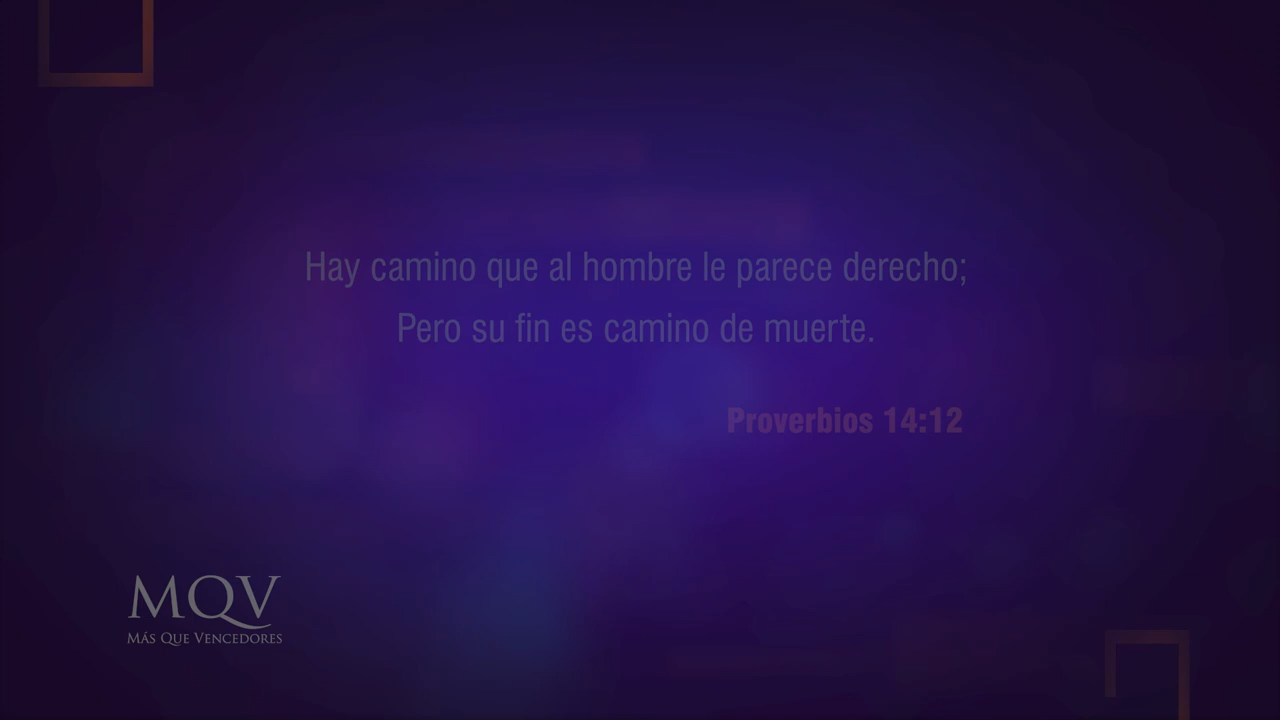 Hay camino que al hombre le parece derecho;
Pero su fin es camino de muerte.
Proverbios 14:12
MQV
MÁS QUE VENCEDORES